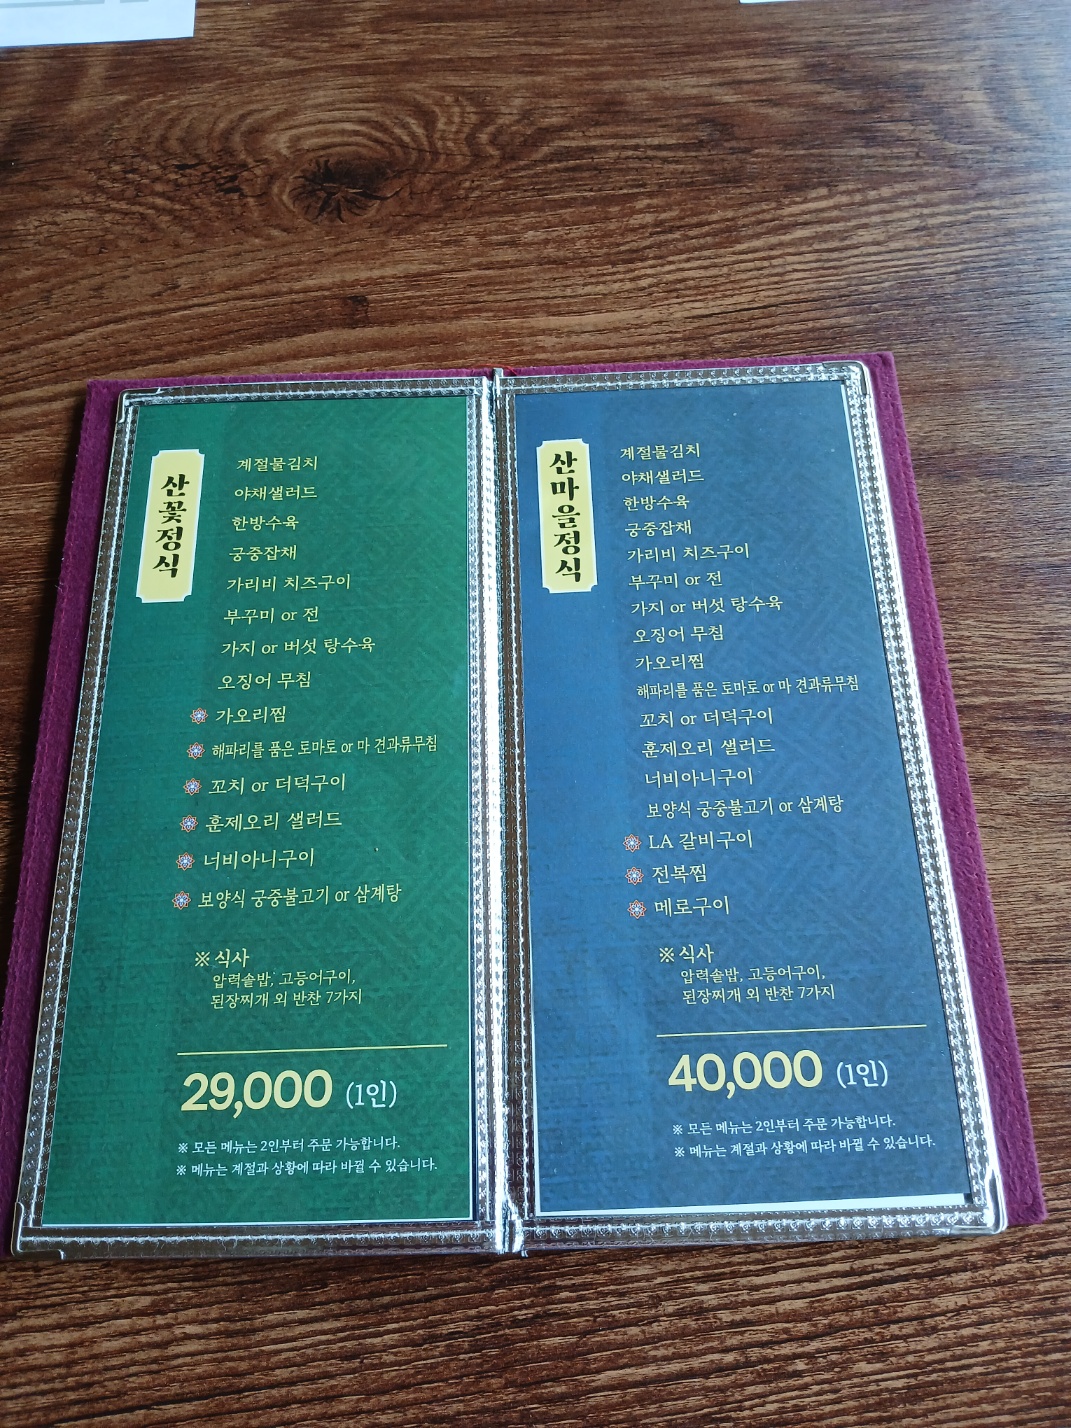 산꽃정식
계절물김치
야채샐러드
한방수육
궁중잡채
가리비 치즈구이
부꾸미 or 전
가지 or 버섯 탕수육
오징어 무침
가오리찜
해파리를 품은 토마토 or 마 견과류무침
꼬치 or 더덕구이
훈제오리 샐러드
너비아니구이
보양식 궁중불고기 or 삼계탕
※식사
압력솥밥, 고등어구이,
된장찌개 외 반찬 7가지
29,000 (1인)
※ 모든 메뉴는 2인부터 주문 가능합니다.
※ 메뉴는 계절과 상황에 따라 바뀔 수 있습니다.
산마을정식
계절물김치
야채샐러드
한방수육
궁중잡채
가리비 치즈구이
부꾸미 or 전
가지 or 버섯 탕수육
오징어 무침
가오리찜
해파리를 품은 토마토 or 마 견과류무침
꼬치 or 더덕구이
훈제오리 샐러드
너비아니구이
보양식 궁중불고기 or 삼계탕
LA 갈비구이
전복찜
메로구이
※식사
압력솥밥, 고등어구이,
된장찌개 외 반찬 7가지
40,000 (1인)
※ 모든 메뉴는 2인부터 주문 가능합니다.
※ 메뉴는 계절과 상황에 따라 바뀔 수 있습니다.